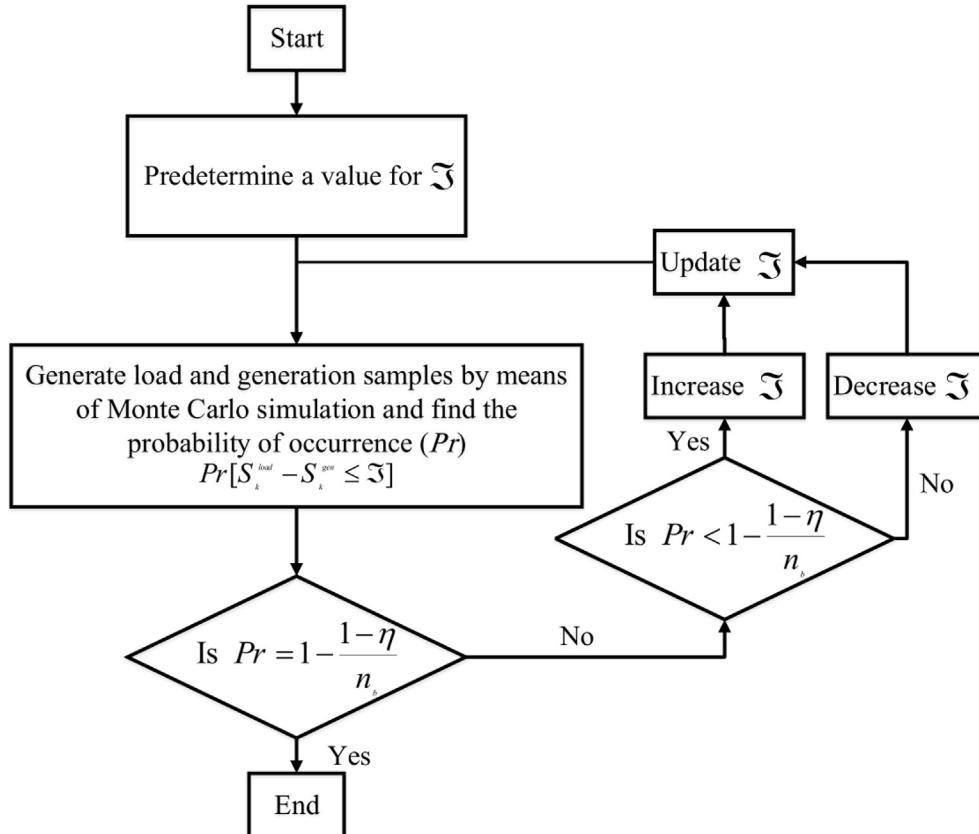 Start
Predetermine a value for ℑ
Update ℑ
Generate load and generation samples by means
of Monte Carlo simulation and find the
probability of occurrence (Pr)
Pr[S_k^load − S_k^gen ≤ ℑ]
Increase ℑ
Decrease ℑ
Yes
No
Is Pr < 1 − (1 − η)/n_b
Is Pr = 1 − (1 − η)/n_b
No
Yes
End